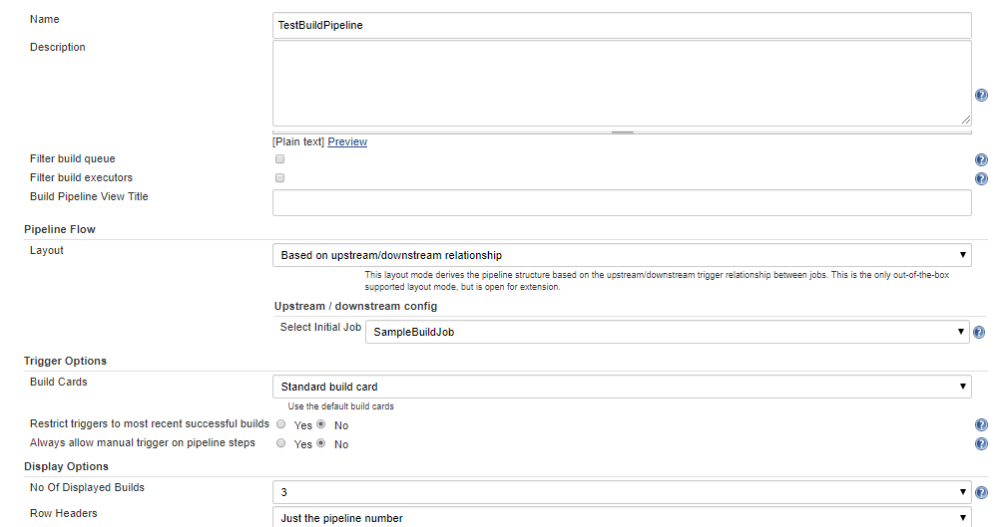 Name TestBuildPipeline
Description
[Plain text] Preview
Filter build queue
Filter build executors
Build Pipeline View Title
Pipeline Flow
Layout Based on upstream/downstream relationship
This layout mode derives the pipeline structure based on the upstream/downstream trigger relationship between jobs. This is the only out-of-the-box
supported layout mode, but is open for extension.
Upstream / downstream config
Select Initial Job SampleBuildJob
Trigger Options
Build Cards Standard build card
Use the default build cards
Restrict triggers to most recent successful builds Yes No
Always allow manual trigger on pipeline steps Yes No
Display Options
No Of Displayed Builds 3
Row Headers Just the pipeline number